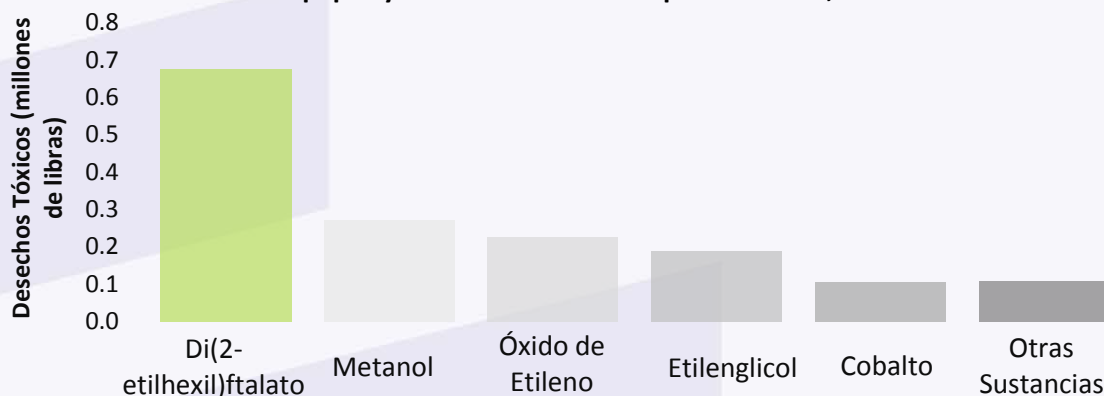 Desechos Tóxicos (millones
de libras)
0.8
0.7
0.6
0.5
0.4
0.3
0.2
0.1
0.0
Di(2-
etilhexil)ftalato
Metanol
Óxido de
Etileno
Etilenglicol
Cobalto
Otras
Sustancias